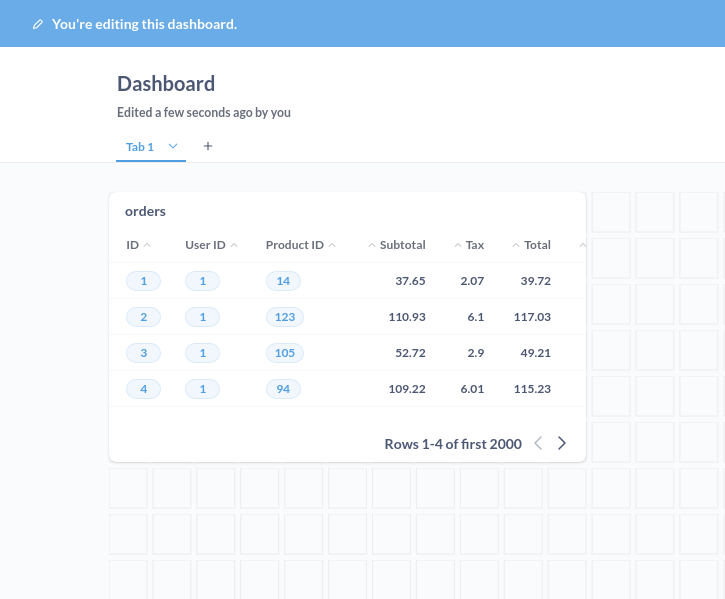 You're editing this dashboard.
Dashboard
Edited a few seconds ago by you
Tab 1 +
orders
ID User ID Product ID Subtotal Tax Total
1 1 14 37.65 2.07 39.72
2 1 123 110.93 6.1 117.03
3 1 105 52.72 2.9 49.21
4 1 94 109.22 6.01 115.23
Rows 1-4 of first 2000